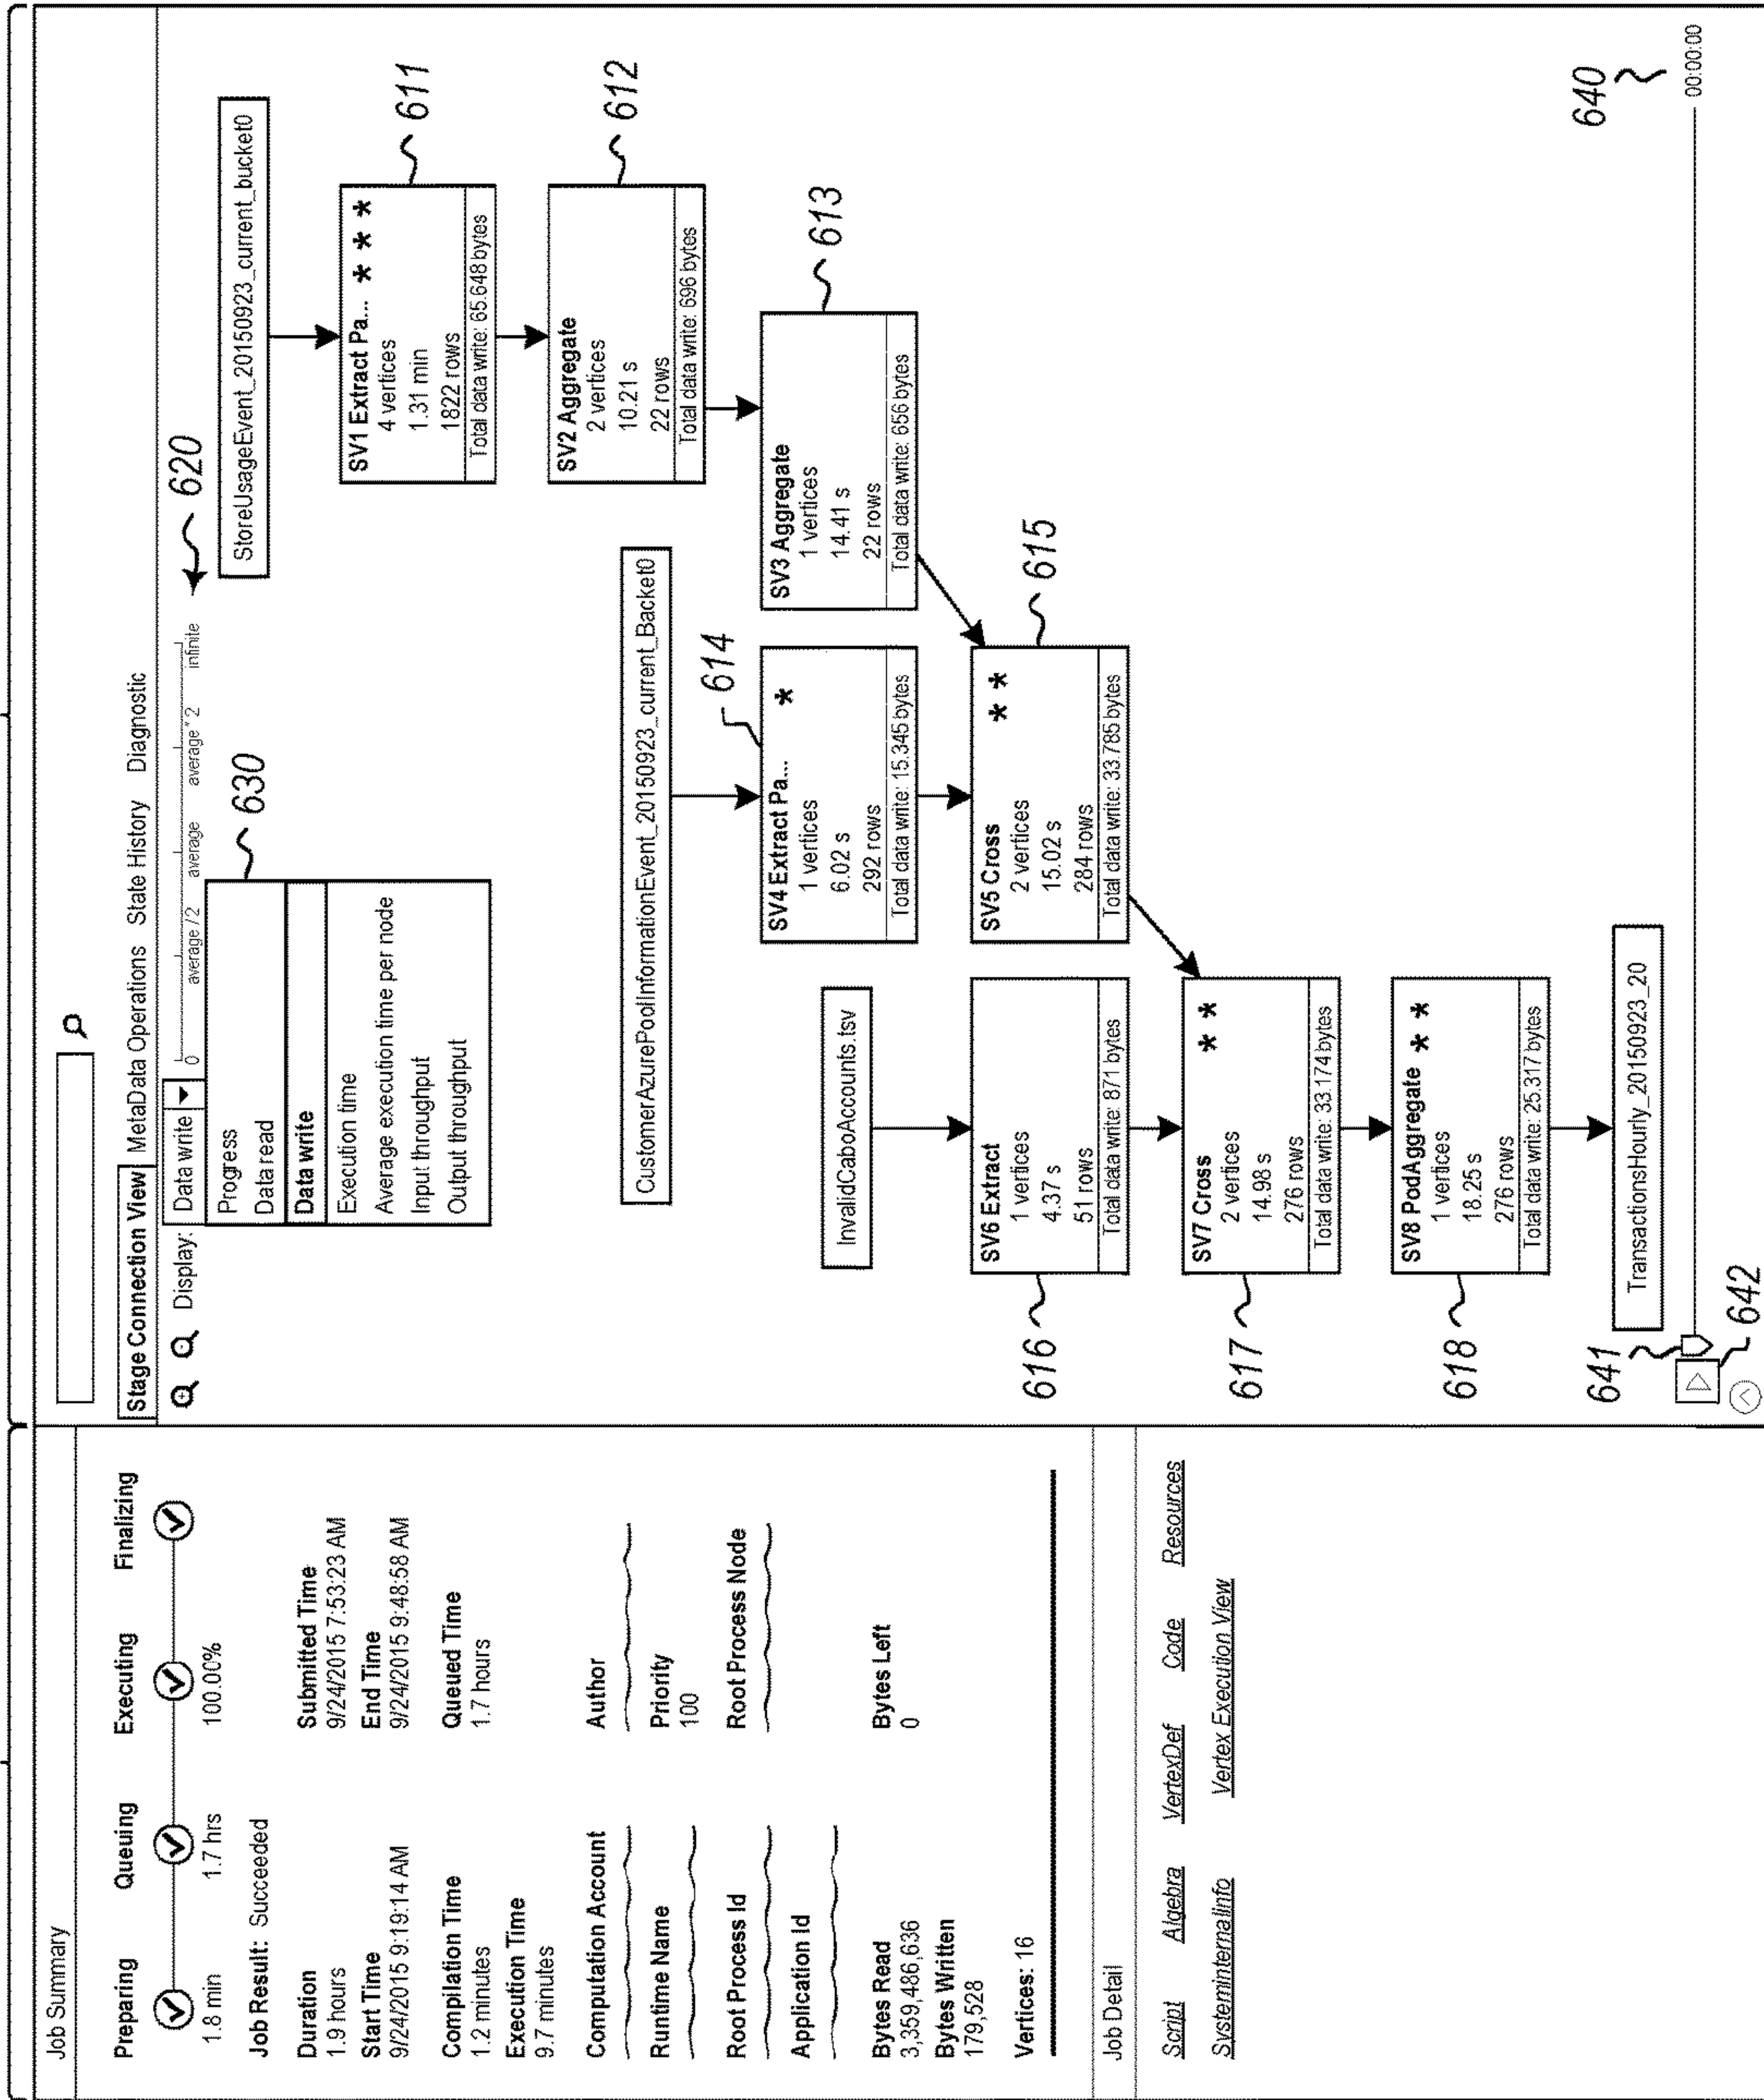 Job Summary
Preparing Queuing Executing Finalizing
1.8 min 1.7 hrs 100.00%
Job Result: Succeeded
Duration
1.9 hours
Submitted Time
9/24/2015 7:53:23 AM
Start Time
9/24/2015 9:19:14 AM
End Time
9/24/2015 9:48:58 AM
Compilation Time
1.2 minutes
Queued Time
1.7 hours
Execution Time
9.7 minutes
Computation Account
Author
Runtime Name
Priority
100
Root Process Id
Root Process Node
Application Id
Bytes Read
3,359,486,636
Bytes Left
0
Bytes Written
179,528
Vertices: 16
Job Detail
Script Algebra VertexDef Code Resources
SystemInternalInfo Vertex Execution View
Stage Connection View MetaData Operations State History Diagnostic
Display: Data write
0 average / 2 average average * 2 infinite
620
Progress
Data read
Data write
Execution time
Average execution time per node
Input throughput
Output throughput
630
StoreUsageEvent_20150923_current_bucket0
SV1 Extract Pa... * * *
4 vertices
1.31 min
1822 rows
Total data write: 65.648 bytes
611
SV2 Aggregate
2 vertices
10.21 s
22 rows
Total data write: 696 bytes
612
CustomerAzurePoolInformationEvent_20150923_current_Backet0
SV3 Aggregate
1 vertices
14.41 s
22 rows
Total data write: 656 bytes
613
614
SV4 Extract Pa... *
1 vertices
6.02 s
292 rows
Total data write: 15.345 bytes
InvalidCaboAccounts.tsv
SV5 Cross * *
2 vertices
15.02 s
284 rows
Total data write: 33.785 bytes
615
SV6 Extract
1 vertices
4.37 s
51 rows
Total data write: 871 bytes
616
SV7 Cross * *
2 vertices
14.98 s
276 rows
Total data write: 33.174 bytes
617
SV8 PodAggregate * *
1 vertices
18.25 s
276 rows
Total data write: 25.317 bytes
618
TransactionsHourly_20150923_20
641
640
00:00:00
642